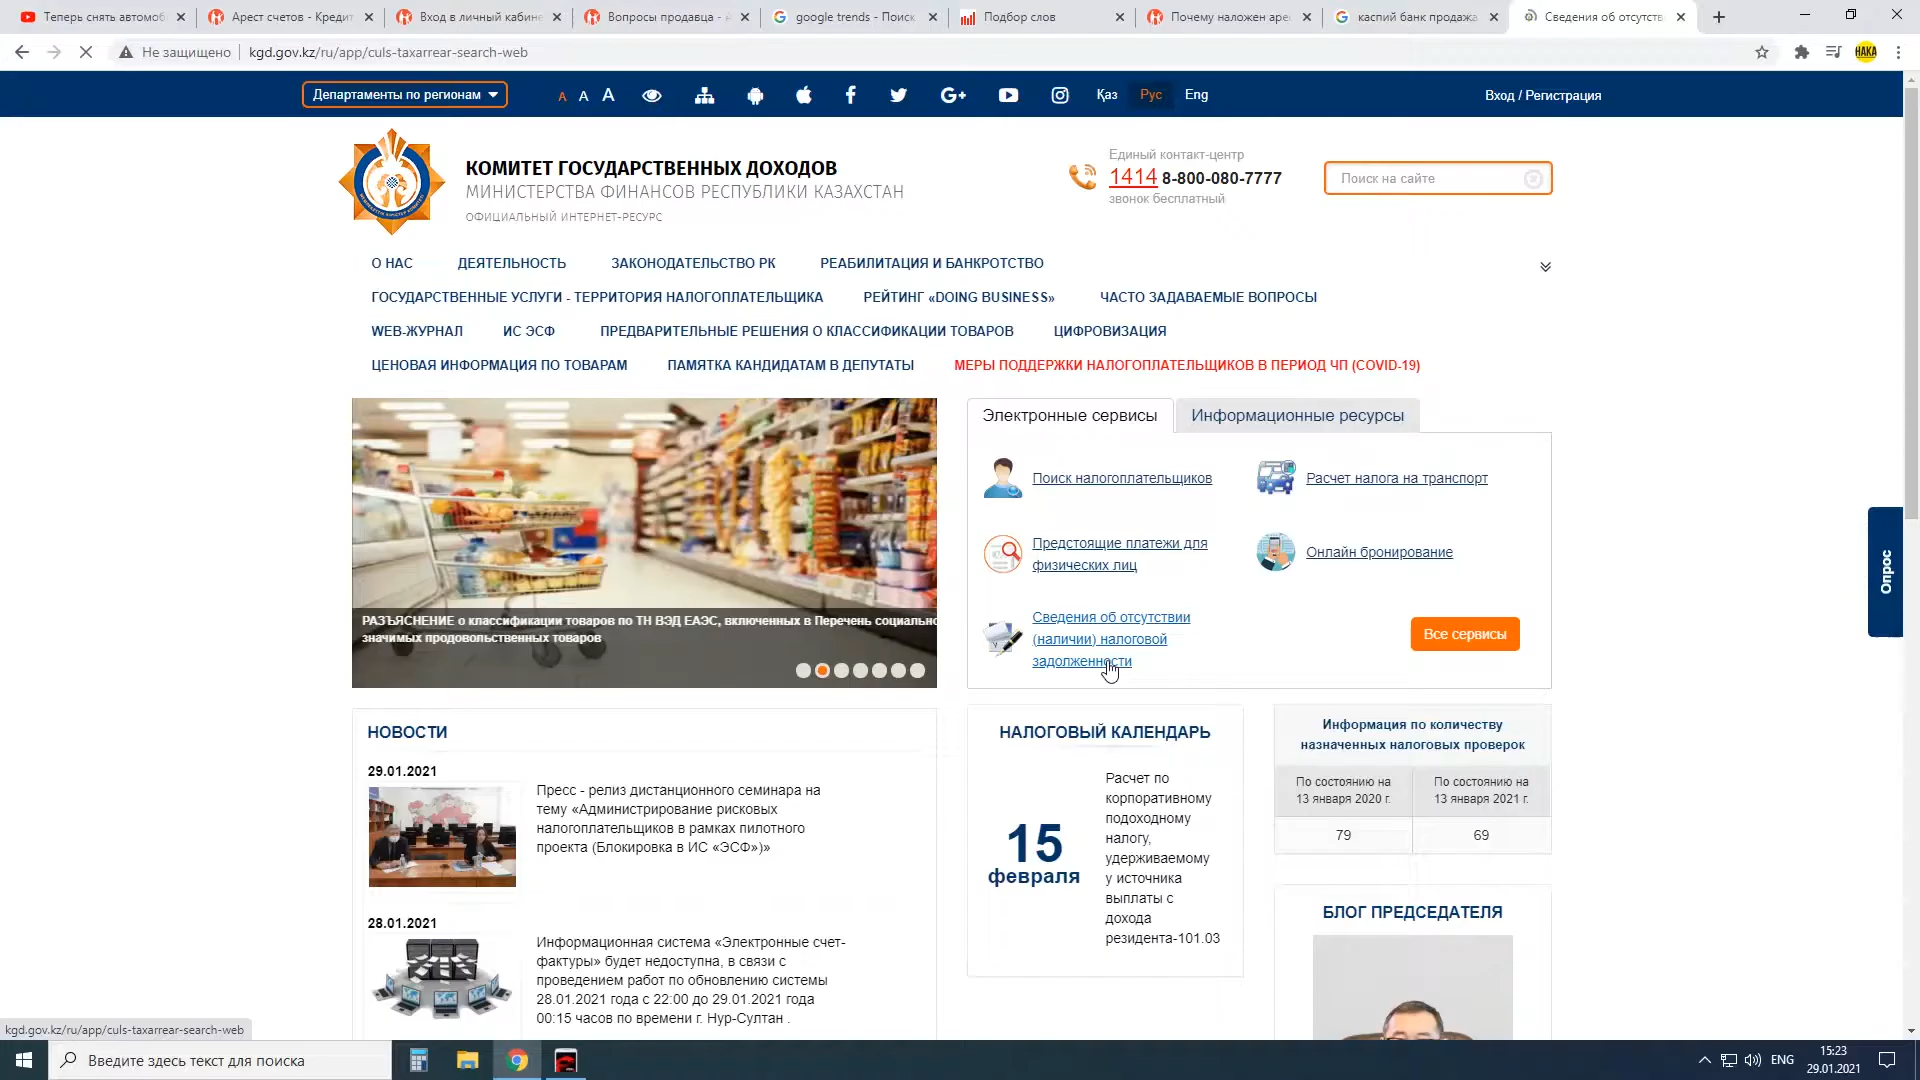 Теперь снять автомоб
Арест счетов - Кредит
Вход в личный кабине
Вопросы продавца -
google trends - Поиск
Подбор слов
Почему наложен аре
каспий банк продажа
Сведения об отсутств
Не защищено
kgd.gov.kz/ru/app/culs-taxarrear-search-web
НАКА
Департаменты по регионам
A A A
Қаз Рус Eng
Вход / Регистрация
КОМИТЕТ ГОСУДАРСТВЕННЫХ ДОХОДОВ
МИНИСТЕРСТВА ФИНАНСОВ РЕСПУБЛИКИ КАЗАХСТАН
ОФИЦИАЛЬНЫЙ ИНТЕРНЕТ-РЕСУРС
Единый контакт-центр
1414 8-800-080-7777
звонок бесплатный
Поиск на сайте
О НАС ДЕЯТЕЛЬНОСТЬ ЗАКОНОДАТЕЛЬСТВО РК РЕАБИЛИТАЦИЯ И БАНКРОТСТВО
ГОСУДАРСТВЕННЫЕ УСЛУГИ - ТЕРРИТОРИЯ НАЛОГОПЛАТЕЛЬЩИКА РЕЙТИНГ «DOING BUSINESS» ЧАСТО ЗАДАВАЕМЫЕ ВОПРОСЫ
WEB-ЖУРНАЛ ИС ЭСФ ПРЕДВАРИТЕЛЬНЫЕ РЕШЕНИЯ О КЛАССИФИКАЦИИ ТОВАРОВ ЦИФРОВИЗАЦИЯ
ЦЕНОВАЯ ИНФОРМАЦИЯ ПО ТОВАРАМ ПАМЯТКА КАНДИДАТАМ В ДЕПУТАТЫ МЕРЫ ПОДДЕРЖКИ НАЛОГОПЛАТЕЛЬЩИКОВ В ПЕРИОД ЧП (COVID-19)
РАЗЪЯСНЕНИЕ о классификации товаров по ТН ВЭД ЕАЭС, включенных в Перечень социально
значимых продовольственных товаров
Электронные сервисы
Информационные ресурсы
Поиск налогоплательщиков
Расчет налога на транспорт
Предстоящие платежи для
физических лиц
Онлайн бронирование
Сведения об отсутствии
(наличии) налоговой
задолженности
Все сервисы
Опрос
НОВОСТИ
29.01.2021
Пресс - релиз дистанционного семинара на
тему «Администрирование рисковых
налогоплательщиков в рамках пилотного
проекта (Блокировка в ИС «ЭСФ»)»
28.01.2021
Информационная система «Электронные счет-
фактуры» будет недоступна, в связи с
проведением работ по обновлению системы
28.01.2021 года с 22:00 до 29.01.2021 года
00:15 часов по времени г. Нур-Султан .
НАЛОГОВЫЙ КАЛЕНДАРЬ
15
февраля
Расчет по
корпоративному
подоходному
налогу,
удерживаемому
у источника
выплаты с
дохода
резидента-101.03
Информация по количеству
назначенных налоговых проверок
По состоянию на
13 января 2020 г.
По состоянию на
13 января 2021 г.
79
69
БЛОГ ПРЕДСЕДАТЕЛЯ
kgd.gov.kz/ru/app/culs-taxarrear-search-web
Введите здесь текст для поиска
ENG
15:23
29.01.2021